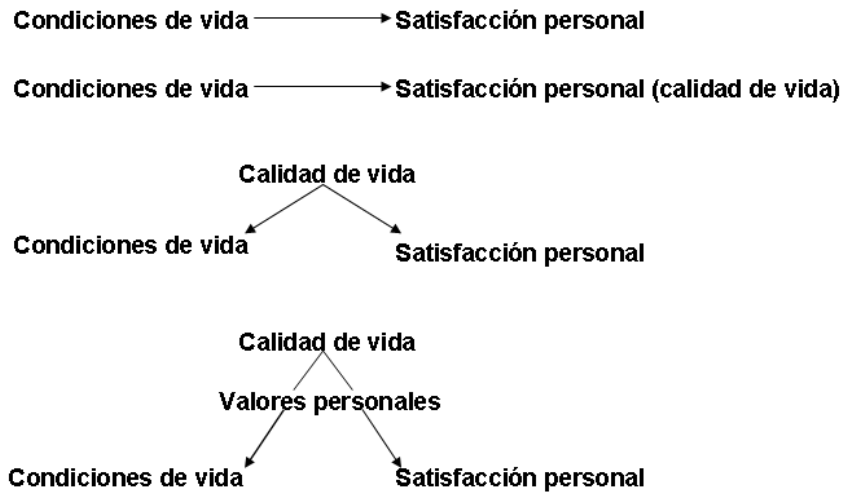 Condiciones de vida Satisfacción personal
Condiciones de vida Satisfacción personal (calidad de vida)
Calidad de vida
Condiciones de vida Satisfacción personal
Calidad de vida
Valores personales
Condiciones de vida Satisfacción personal